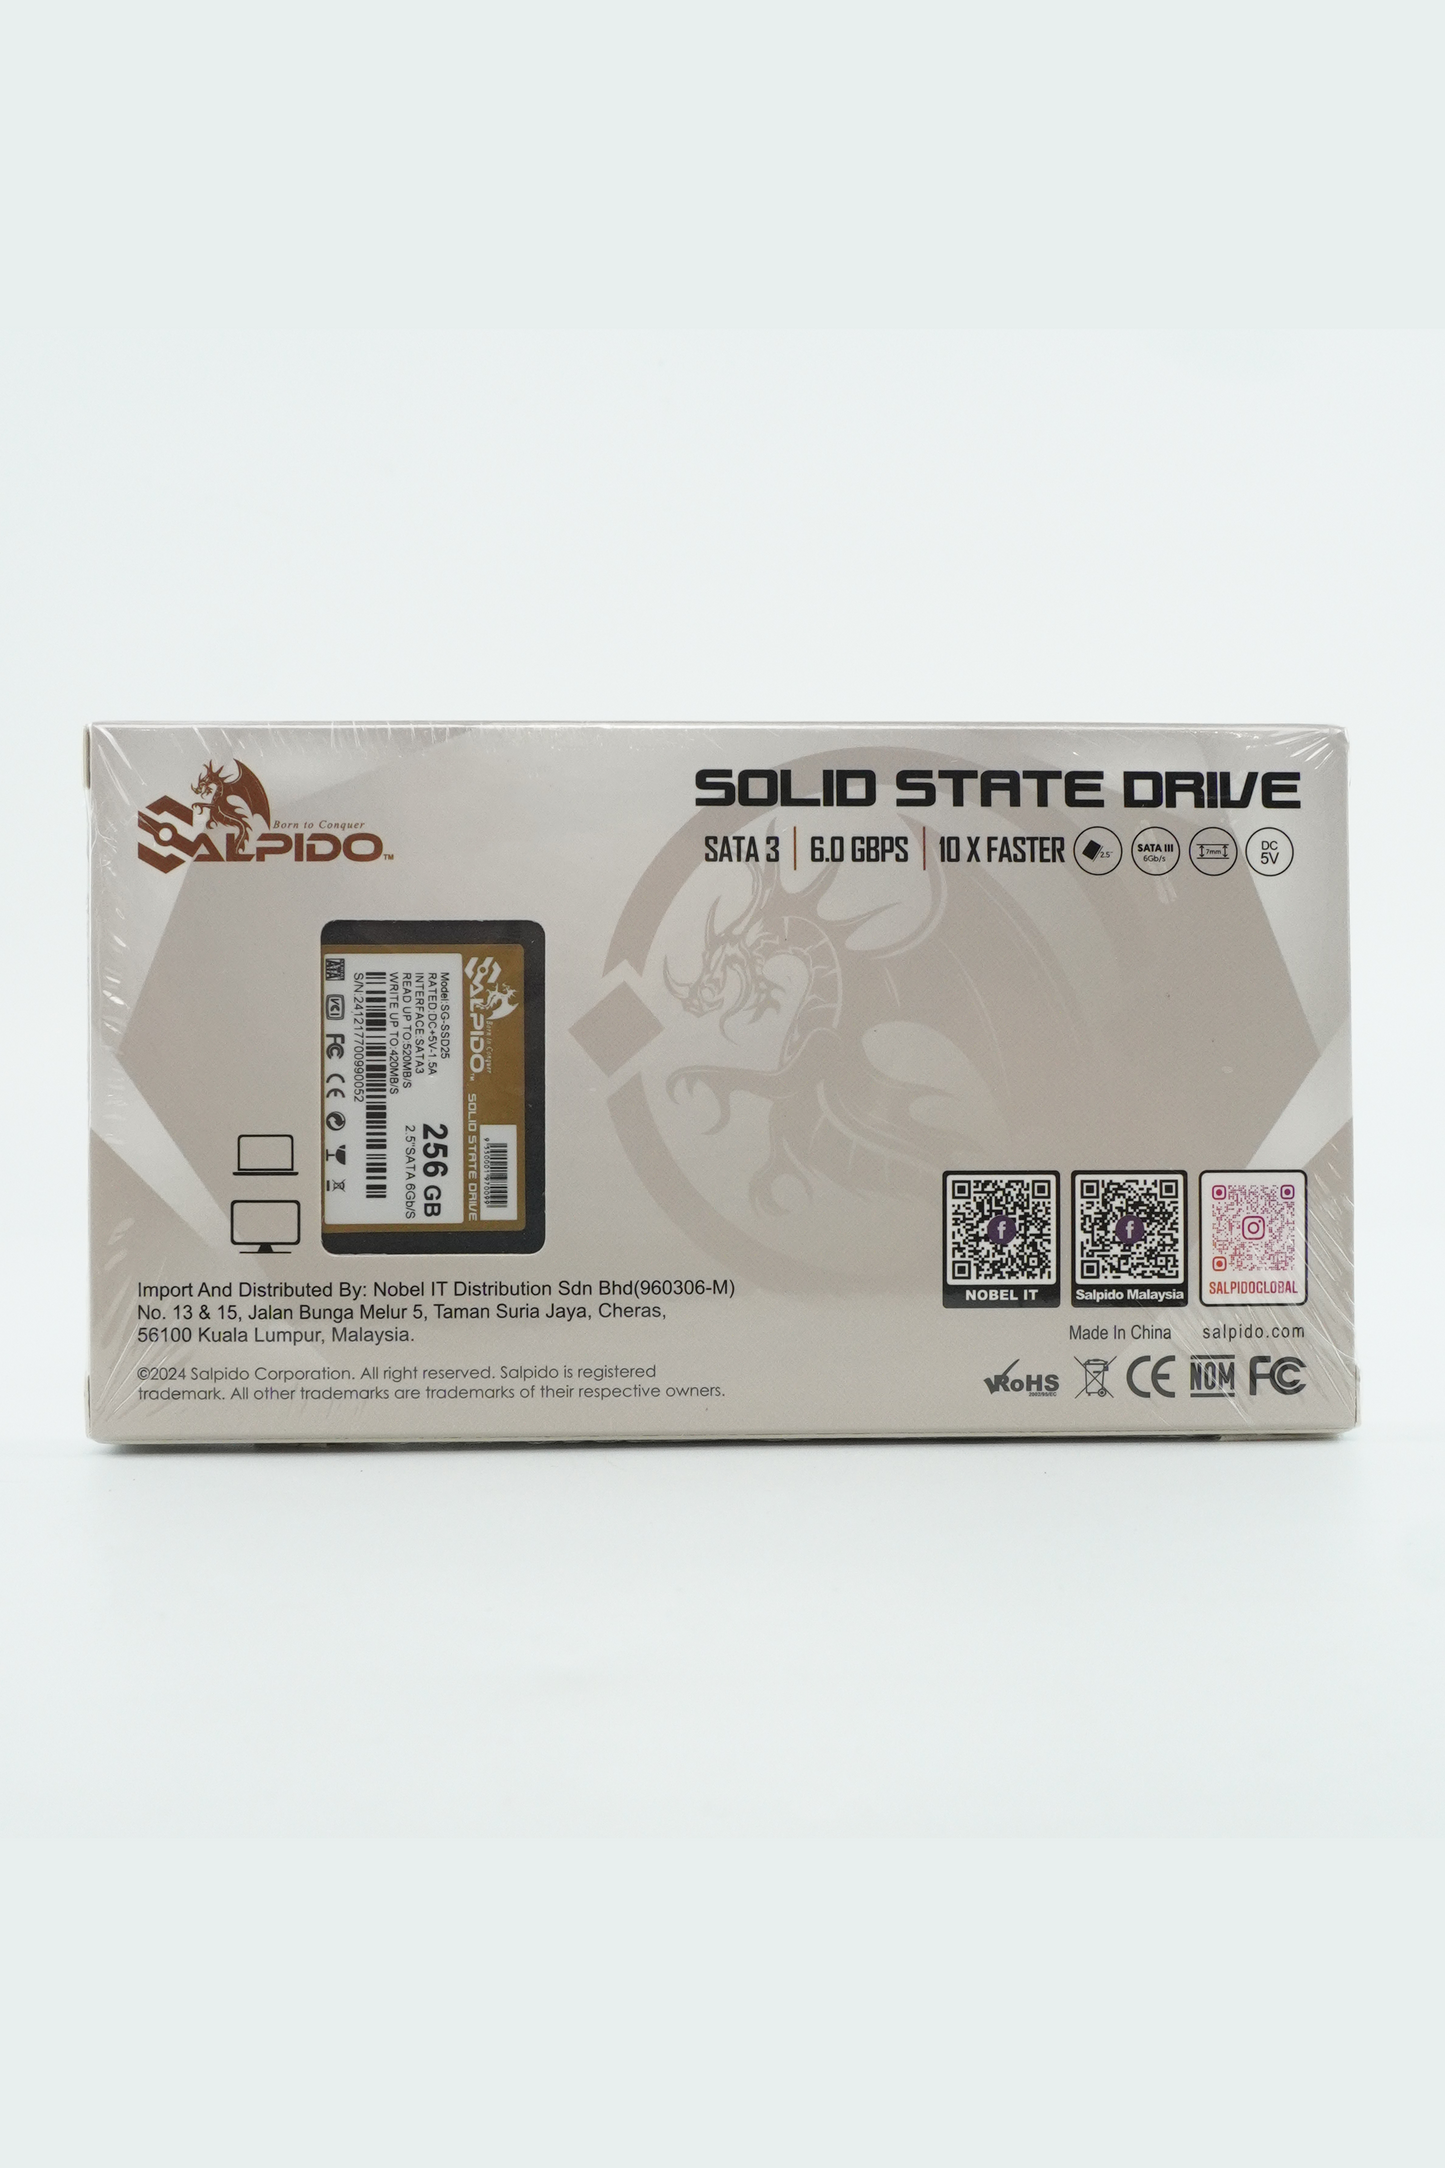 Born to Conquer
SALPIDO™
SOLID STATE DRIVE
SATA 3 | 6.0 GBPS | 10 X FASTER
2.5"
SATA III
6Gb/s
7mm
DC
5V
SALPIDO™ SOLID STATE DRIVE
Born to Conquer
Model:SG-SSD25
RATED:DC+5V-1.5A
INTERFACE:SATA3
READ UP TO:520MB/S
WRITE UP TO:420MB/S
S/N:241217700990052
256 GB
2.5"SATA 6Gb/S
NOBEL IT
Salpido Malaysia
SALPIDOGLOBAL
Import And Distributed By: Nobel IT Distribution Sdn Bhd(960306-M)
No. 13 & 15, Jalan Bunga Melur 5, Taman Suria Jaya, Cheras,
56100 Kuala Lumpur, Malaysia.
Made In China
salpido.com
©2024 Salpido Corporation. All right reserved. Salpido is registered
trademark. All other trademarks are trademarks of their respective owners.
RoHS
CE
NOM
FC